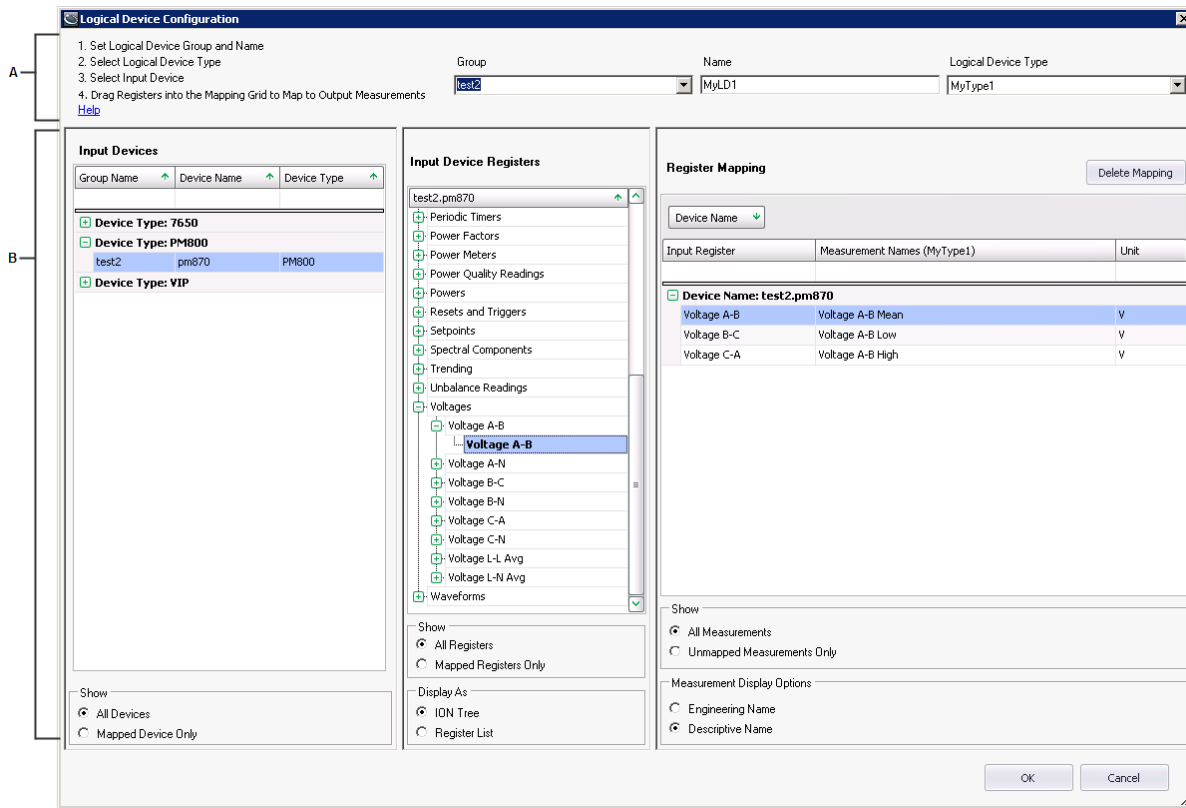 Logical Device Configuration
A
1. Set Logical Device Group and Name
2. Select Logical Device Type
3. Select Input Device
4. Drag Registers into the Mapping Grid to Map to Output Measurements
Help
Group
test2
Name
MyLD1
Logical Device Type
MyType1
B
Input Devices
Group Name Device Name Device Type
Device Type: 7650
Device Type: PM800
test2 pm870 PM800
Device Type: VIP
Show
All Devices
Mapped Device Only
Input Device Registers
test2.pm870
Periodic Timers
Power Factors
Power Meters
Power Quality Readings
Powers
Resets and Triggers
Setpoints
Spectral Components
Trending
Unbalance Readings
Voltages
Voltage A-B
Voltage A-B
Voltage A-N
Voltage B-C
Voltage B-N
Voltage C-A
Voltage C-N
Voltage L-L Avg
Voltage L-N Avg
Waveforms
Show
All Registers
Mapped Registers Only
Display As
ION Tree
Register List
Register Mapping
Delete Mapping
Device Name
Input Register Measurement Names (MyType1) Unit
Device Name: test2.pm870
Voltage A-B Voltage A-B Mean V
Voltage B-C Voltage A-B Low V
Voltage C-A Voltage A-B High V
Show
All Measurements
Unmapped Measurements Only
Measurement Display Options
Engineering Name
Descriptive Name
OK
Cancel